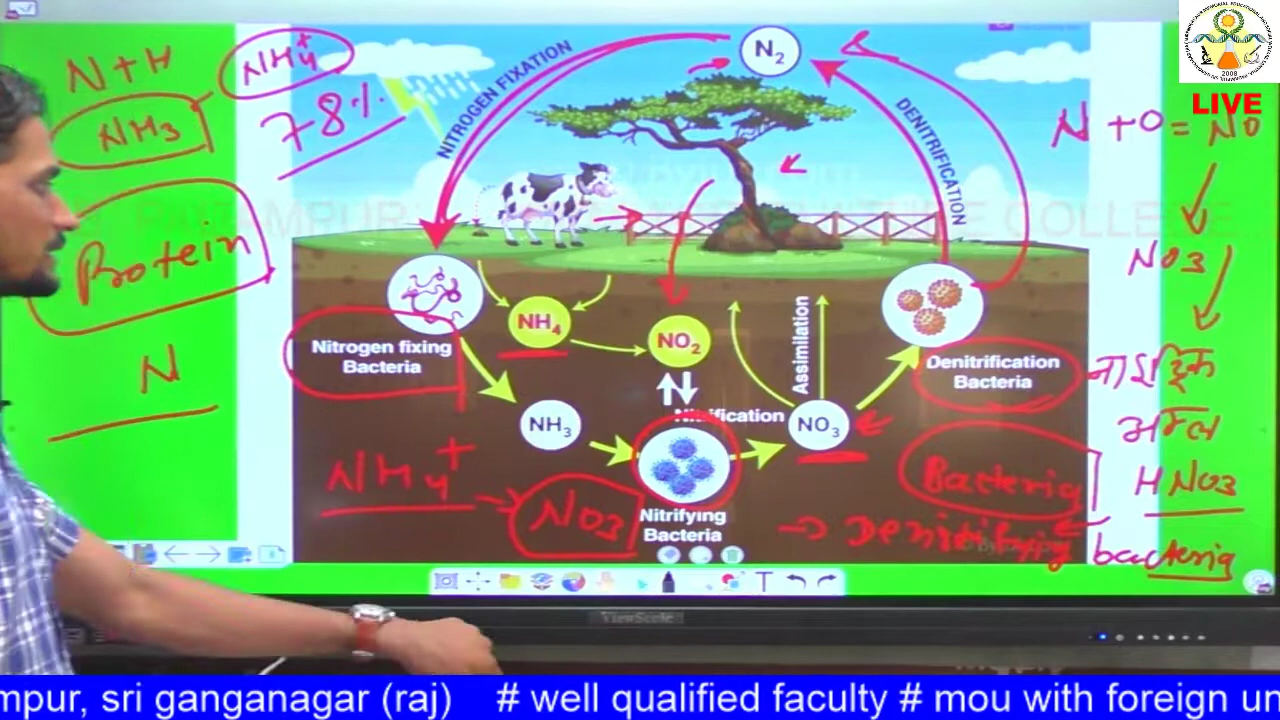 N+H
NH4+
NH3
78%
Protein
N
N2
NITROGEN FIXATION
DENITRIFICATION
LIVE
N + O = NO
NO3
नाइट्रिक
अम्ल
HNO3
NH4
NO2
Nitrogen fixing
Bacteria
Assimilation
Denitrification
Bacteria
NH3
NO3
NH4+
NO3
Nitrifying
Bacteria
Bacteria
Denitrifying bacteria
ViewSonic
mpur, sri ganganagar (raj) # well qualified faculty # mou with foreign un
2008